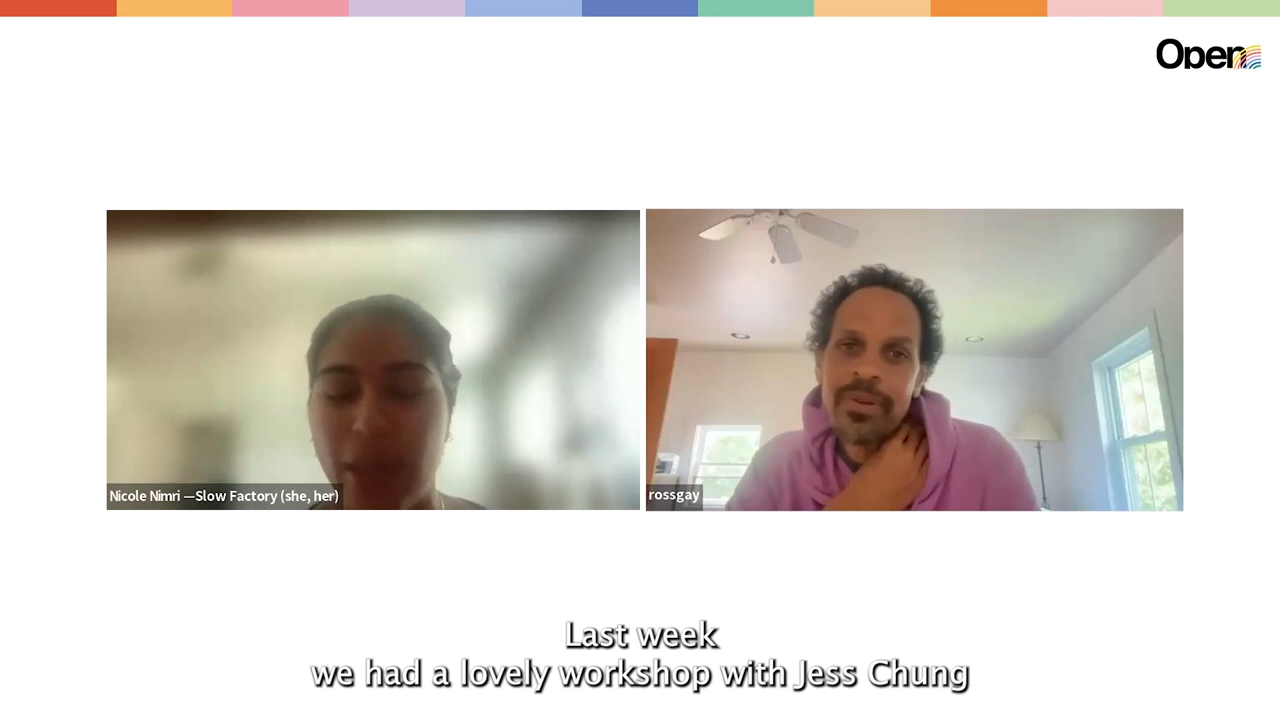 Open
Nicole Nimri —Slow Factory (she, her)
rossgay
Last week
we had a lovely workshop with Jess Chung